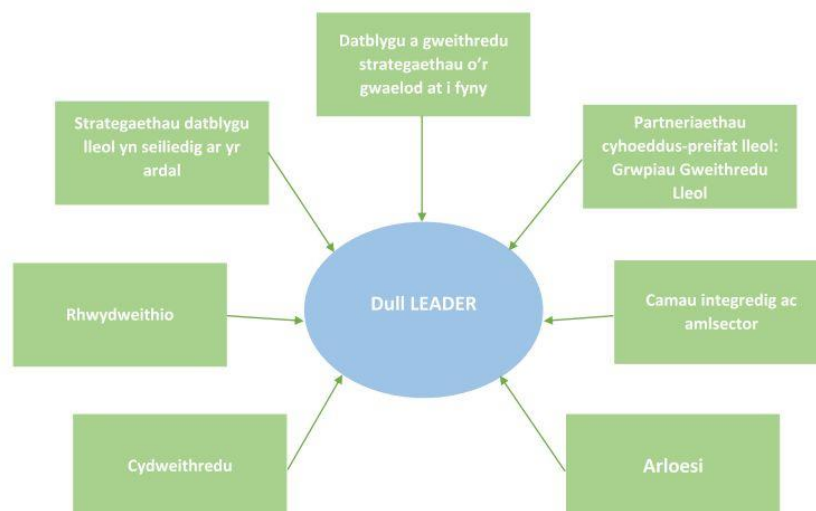 Datblygu a gweithredu
strategaethau o'r
gwaelod at i fyny
Strategaethau datblygu
lleol yn seiliedig ar yr
ardal
Partneriaethau
cyhoeddus-preifat lleol:
Grwpiau Gweithredu
Lleol
Rhwydweithio
Dull LEADER
Camau integredig ac
amlsector
Cydweithredu
Arloesi